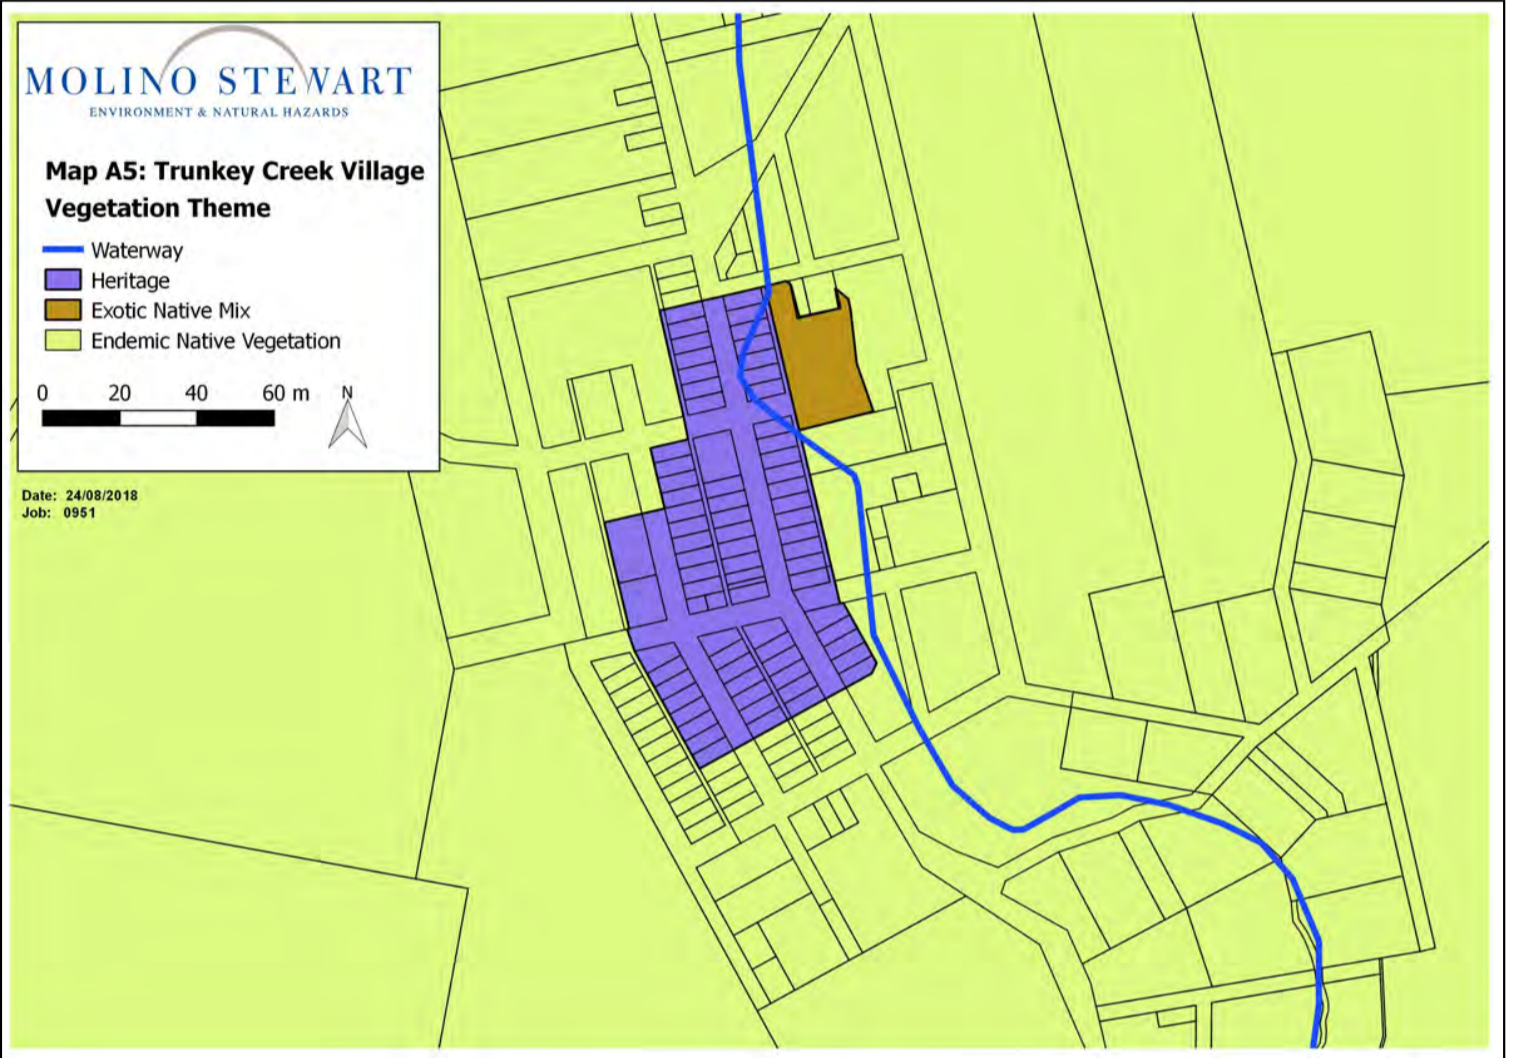 MOLINO STEWART
ENVIRONMENT & NATURAL HAZARDS
Map A5: Trunkey Creek Village
Vegetation Theme
Waterway
Heritage
Exotic Native Mix
Endemic Native Vegetation
0 20 40 60 m N
Date: 24/08/2018
Job: 0951